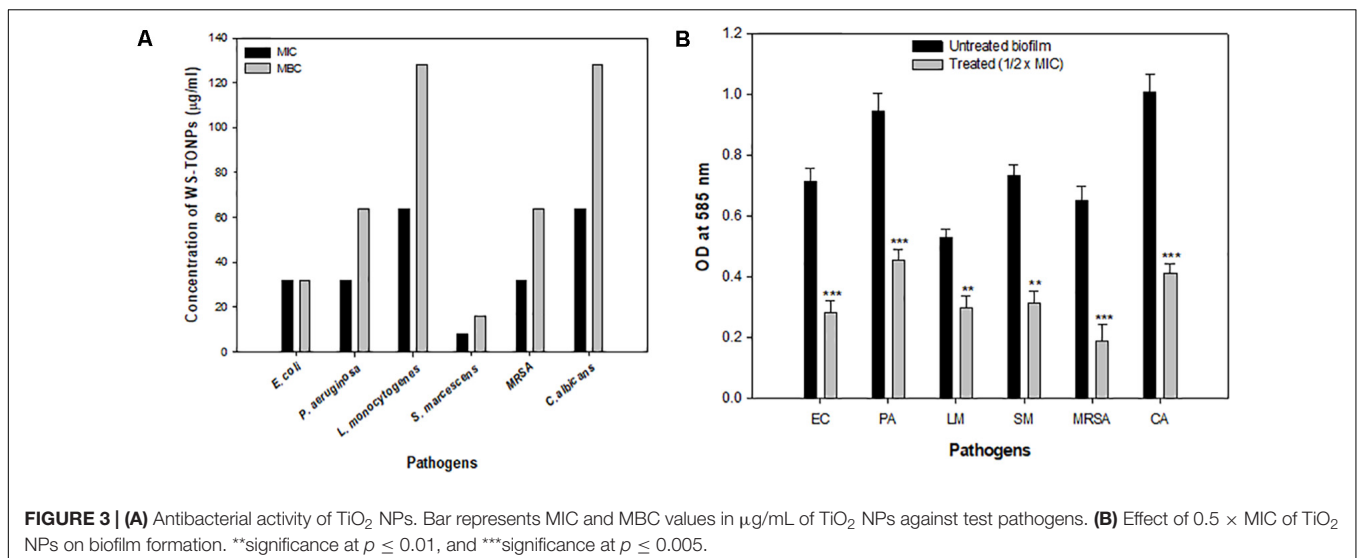 A
MIC
MBC
Concentration of WS-TONPs (µg/ml)
140
120
100
80
60
40
20
0
E. coli
P. aeruginosa
L. monocytogenes
S. marcescens
MRSA
C.albicans
Pathogens
B
Untreated biofilm
Treated (1/2 x MIC)
OD at 585 nm
1.2
1.0
0.8
0.6
0.4
0.2
0.0
***
***
**
**
***
***
EC PA LM SM MRSA CA
Pathogens
FIGURE 3 | (A) Antibacterial activity of TiO₂ NPs. Bar represents MIC and MBC values in µg/mL of TiO₂ NPs against test pathogens. (B) Effect of 0.5 × MIC of TiO₂
NPs on biofilm formation. **significance at p ≤ 0.01, and ***significance at p ≤ 0.005.